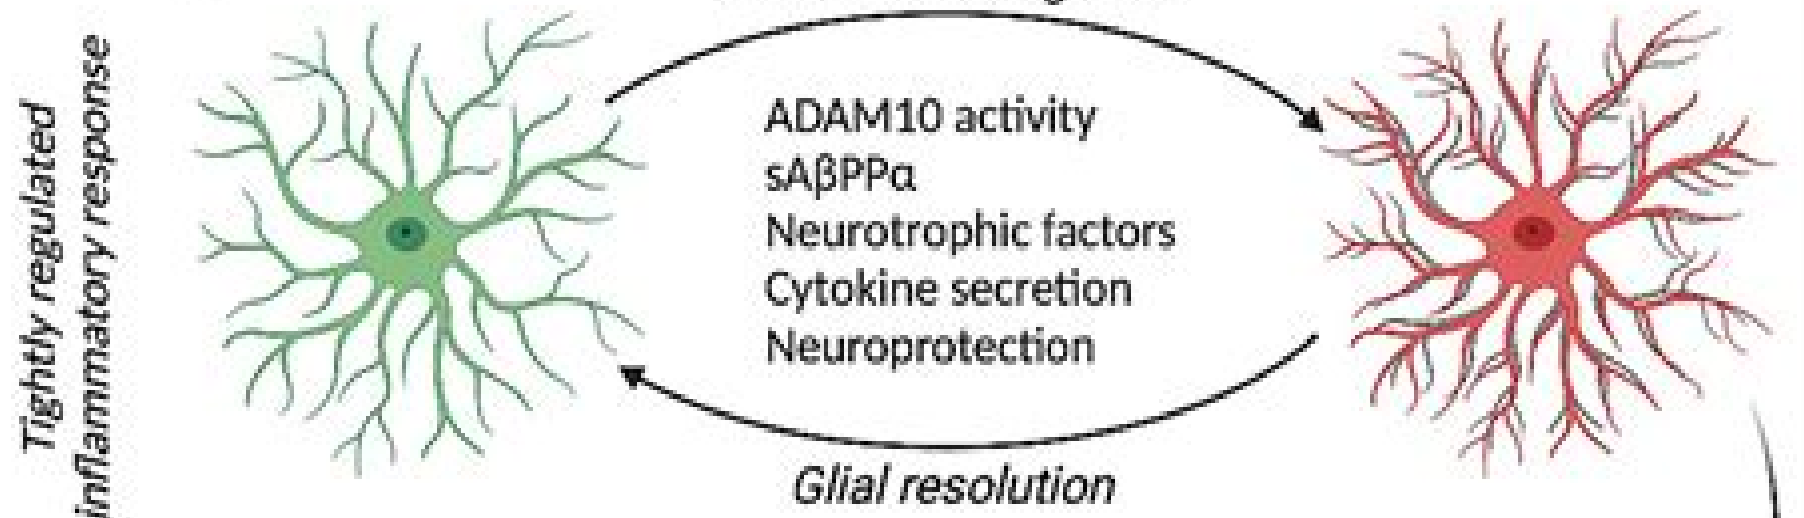 Tightly regulated
inflammatory response
ADAM10 activity
sAβPPα
Neurotrophic factors
Cytokine secretion
Neuroprotection
Glial resolution